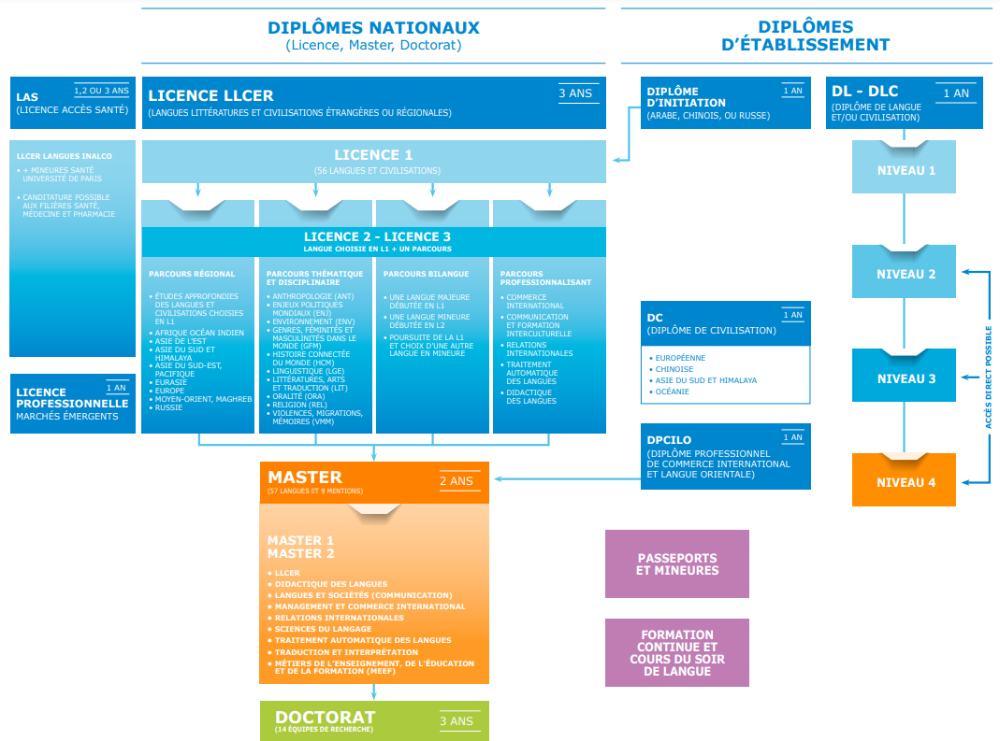 DIPLÔMES NATIONAUX
(Licence, Master, Doctorat)
DIPLÔMES
D'ÉTABLISSEMENT
LAS
1,2 OU 3 ANS
(LICENCE ACCÈS SANTÉ)
LICENCE LLCER
3 ANS
(LANGUES LITTÉRATURES ET CIVILISATIONS ÉTRANGÈRES OU RÉGIONALES)
DIPLÔME
D'INITIATION
1 AN
(ARABE, CHINOIS, OU RUSSE)
DL - DLC
1 AN
(DIPLÔME DE LANGUE
ET/OU CIVILISATION)
LLCER LANGUES INALCO
• + MINEURES SANTÉ
UNIVERSITÉ DE PARIS
• CANDITATURE POSSIBLE
AUX FILIÈRES SANTÉ,
MÉDECINE ET PHARMACIE
LICENCE
PROFESSIONNELLE
1 AN
MARCHÉS ÉMERGENTS
LICENCE 1
(56 LANGUES ET CIVILISATIONS)
LICENCE 2 - LICENCE 3
LANGUE CHOISIE EN L1 + UN PARCOURS
PARCOURS RÉGIONAL
• ÉTUDES APPROFONDIES
DES LANGUES ET
CIVILISATIONS CHOISIES
EN L1
• AFRIQUE OCÉAN INDIEN
• ASIE DE L'EST
• ASIE DU SUD ET
HIMALAYA
• ASIE DU SUD-EST,
PACIFIQUE
• EURASIE
• EUROPE
• MOYEN-ORIENT, MAGHREB
• RUSSIE
PARCOURS THÉMATIQUE
ET DISCIPLINAIRE
• ANTHROPOLOGIE (ANT)
• ENJEUX POLITIQUES
MONDIAUX (ENJ)
• ENVIRONNEMENT (ENV)
• GENRES, FÉMINITÉS ET
MASCULINITÉS DANS LE
MONDE (GFM)
• HISTOIRE CONNECTÉE
DU MONDE (HCM)
• LINGUISTIQUE (LGE)
• LITTÉRATURES, ARTS
ET TRADUCTION (LIT)
• ORALITÉ (ORA)
• RELIGION (REL)
• VIOLENCES, MIGRATIONS,
MÉMOIRES (VMM)
PARCOURS BILANGUE
• UNE LANGUE MAJEURE
DÉBUTÉE EN L1
• UNE LANGUE MINEURE
DÉBUTÉE EN L2
• POURSUITE DE LA L1
ET CHOIX D'UNE AUTRE
LANGUE EN MINEURE
PARCOURS
PROFESSIONNALISANT
• COMMERCE
INTERNATIONAL
• COMMUNICATION
ET FORMATION
INTERCULTURELLE
• RELATIONS
INTERNATIONALES
• TRAITEMENT
AUTOMATIQUE
DES LANGUES
• DIDACTIQUE
DES LANGUES
MASTER
2 ANS
(57 LANGUES ET 9 MENTIONS)
MASTER 1
MASTER 2
• LLCER
• DIDACTIQUE DES LANGUES
• LANGUES ET SOCIÉTÉS (COMMUNICATION)
• MANAGEMENT ET COMMERCE INTERNATIONAL
• RELATIONS INTERNATIONALES
• SCIENCES DU LANGAGE
• TRAITEMENT AUTOMATIQUE DES LANGUES
• TRADUCTION ET INTERPRÉTATION
• MÉTIERS DE L'ENSEIGNEMENT, DE L'ÉDUCATION
ET DE LA FORMATION (MEEF)
DOCTORAT
3 ANS
(14 ÉQUIPES DE RECHERCHE)
DC
1 AN
(DIPLÔME DE CIVILISATION)
• EUROPÉENNE
• CHINOISE
• ASIE DU SUD ET HIMALAYA
• OCÉANIE
DPCILO
1 AN
(DIPLÔME PROFESSIONNEL
DE COMMERCE INTERNATIONAL
ET LANGUE ORIENTALE)
PASSEPORTS
ET MINEURES
FORMATION
CONTINUE ET
COURS DU SOIR
DE LANGUE
NIVEAU 1
NIVEAU 2
NIVEAU 3
NIVEAU 4
ACCÈS DIRECT POSSIBLE